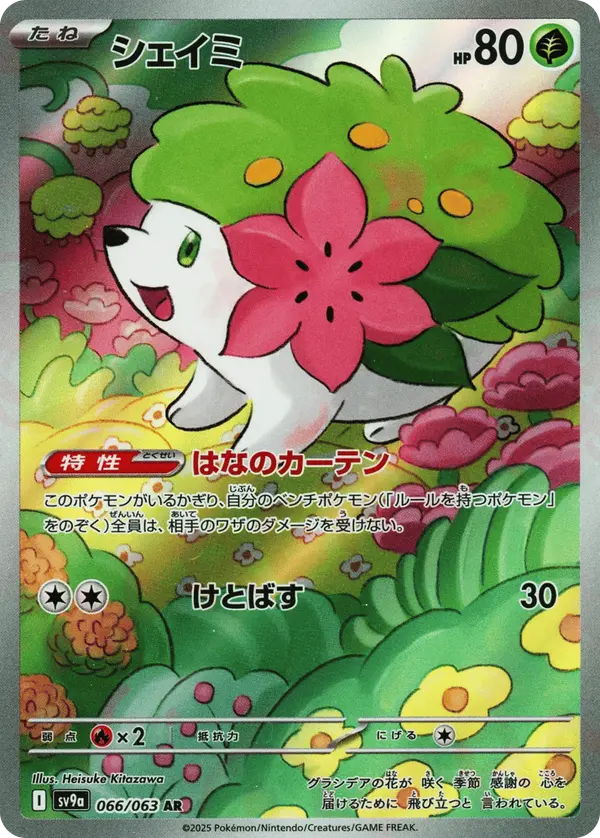 たね シェイミ HP80
特性 とくせい はなのカーテン
このポケモンがいるかぎり、自分のベンチポケモン(「ルールを持つポケモン」
をのぞく)全員は、相手のワザのダメージを受けない。
けとばす 30
弱点 ×2 抵抗力 にげる
Illus. Heisuke Kitazawa
I sv9a 066/063 AR
グラシデアの花が 咲く 季節 感謝の 心を
届けるために 飛び立つと 言われている。
©2025 Pokémon/Nintendo/Creatures/GAME FREAK.